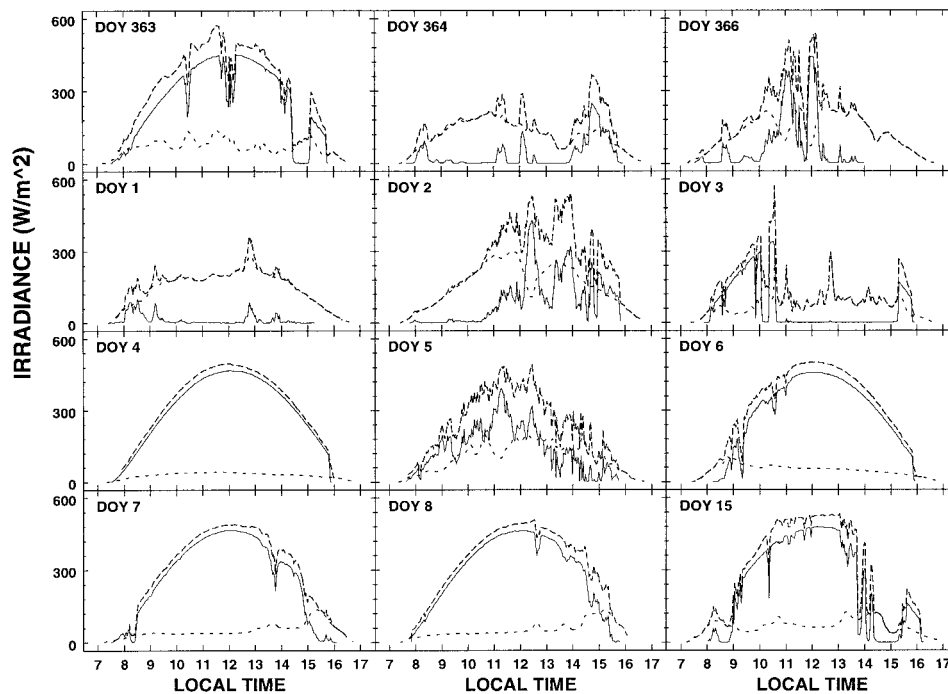 DOY 363 DOY 364 DOY 366
600
300
0
DOY 1 DOY 2 DOY 3
600
300
0
IRRADIANCE (W/m^2)
DOY 4 DOY 5 DOY 6
600
300
0
DOY 7 DOY 8 DOY 15
600
300
0
7 8 9 10 11 12 13 14 15 16 17 7 8 9 10 11 12 13 14 15 16 17 7 8 9 10 11 12 13 14 15 16 17
LOCAL TIME LOCAL TIME LOCAL TIME